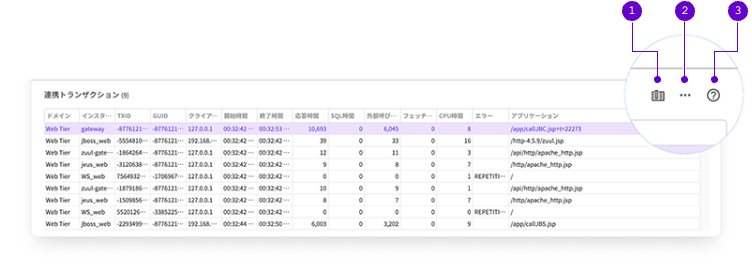 1 2 3
連携トランザクション (9)
ドメイン インスタ… TXID GUID クライア… 開始時間 終了時間 応答時間 SQL時間 外部呼び… フェッチ… CPU時間 エラー アプリケーション
Web Tier gateway -8776121… -8776121… 127.0.0.1 00:32:42 … 00:32:53 … 10,693 0 6,045 0 8 /app/callJBC.jsp+t>22273
Web Tier jboss_web -5554810… -8776121… 192.168.… 00:32:42 … 00:32:42 … 39 0 33 0 16 /http-4.5.9/zuul.jsp
Web Tier zuul-gate… -1864264… -8776121… 127.0.0.1 00:32:42 … 00:32:42 … 12 0 11 0 3 /api/http/apache_http.jsp
Web Tier jeus_web -3120638… -8776121… 127.0.0.1 00:32:42 … 00:32:42 … 9 0 8 0 7 /http/apache_http.jsp
Web Tier WS_web 7564932… -1706967… 127.0.0.1 00:32:42 … 00:32:42 … 0 0 0 0 1 REPETITI… /
Web Tier zuul-gate… -1879186… -8776121… 127.0.0.1 00:32:42 … 00:32:42 … 10 0 9 0 1 /api/http/apache_http.jsp
Web Tier jeus_web -1509856… -8776121… 127.0.0.1 00:32:42 … 00:32:42 … 8 0 7 0 7 /http/apache_http.jsp
Web Tier WS_web 5520126… -3385225… 127.0.0.1 00:32:42 … 00:32:42 … 0 0 0 0 0 REPETITI… /
Web Tier jboss_web -2293499… -8776121… 192.168.… 00:32:44 … 00:32:50 … 6,003 0 3,202 0 9 /app/callJBS.jsp